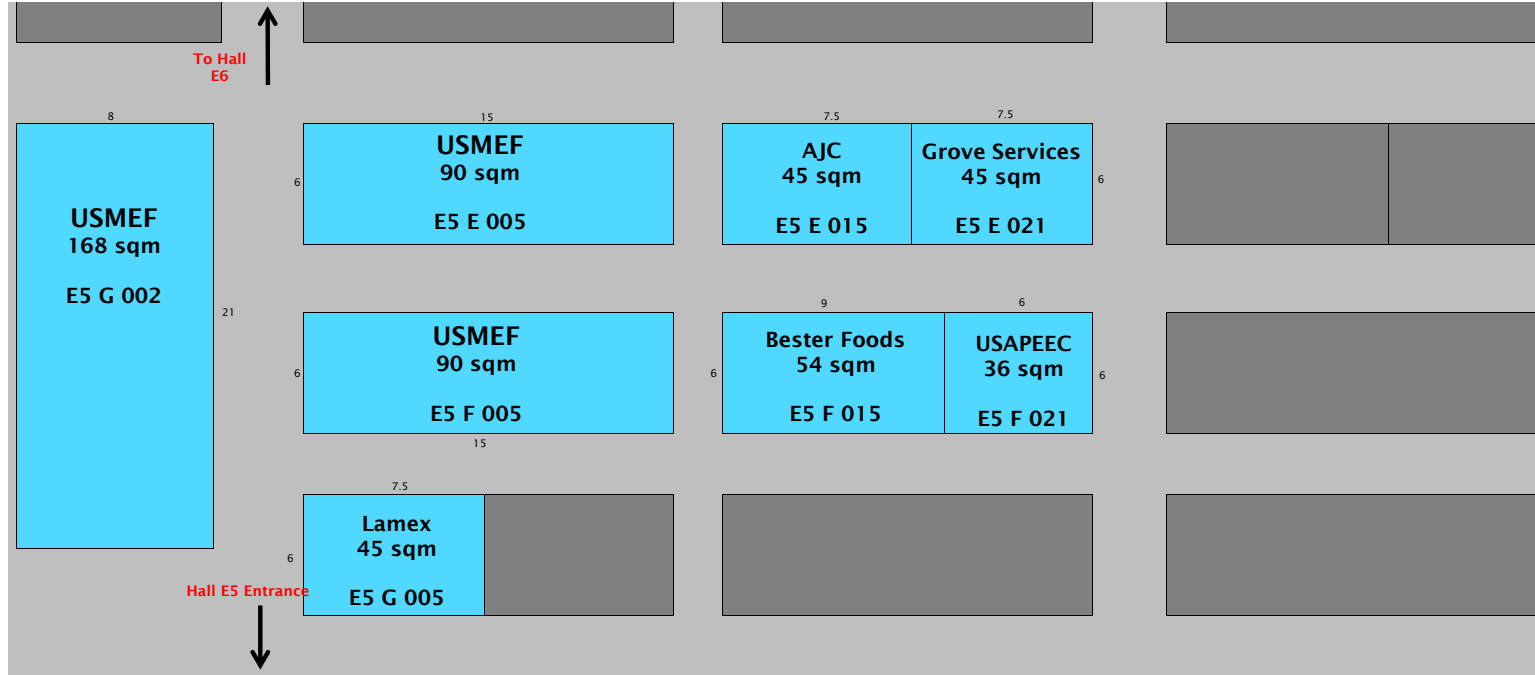 To Hall
E6
8
USMEF
168 sqm
E5 G 002
21
15
6
USMEF
90 sqm
E5 E 005
7.5
AJC
45 sqm
E5 E 015
7.5
Grove Services
45 sqm
E5 E 021
6
6
USMEF
90 sqm
E5 F 005
15
9
6
Bester Foods
54 sqm
E5 F 015
6
USAPEEC
36 sqm
E5 F 021
6
7.5
6
Lamex
45 sqm
E5 G 005
Hall E5 Entrance